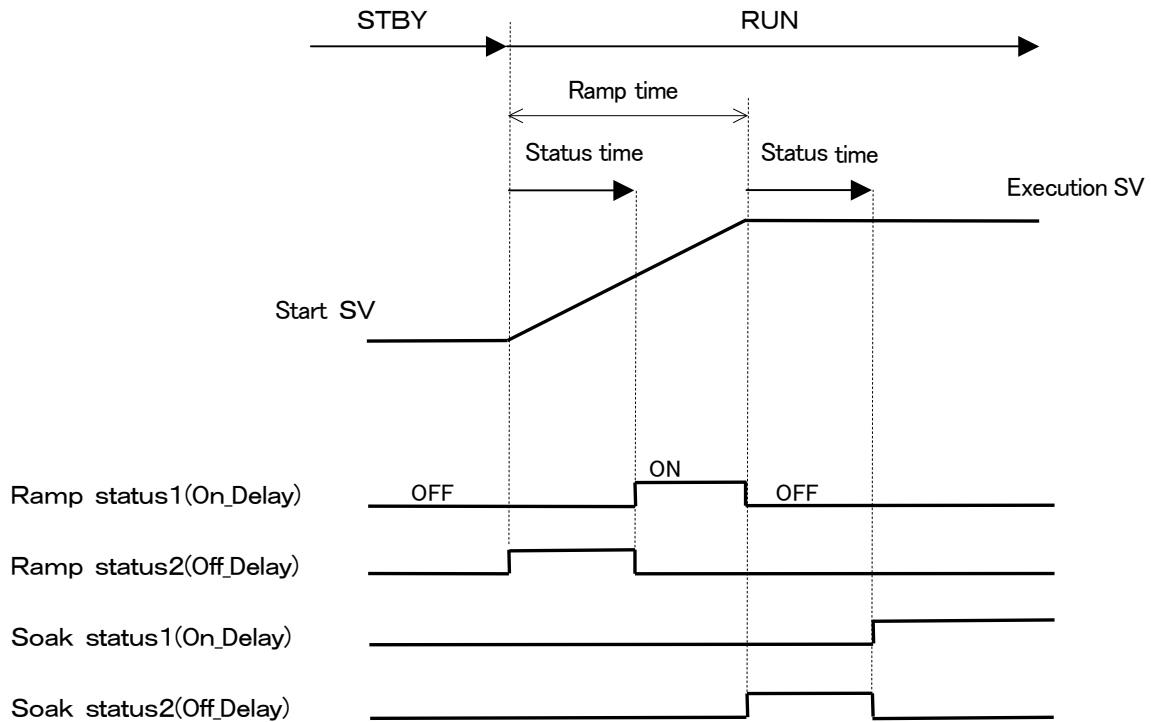 STBY
RUN
Ramp time
Status time
Status time
Execution SV
Start SV
ON
Ramp status1(On_Delay)
OFF
OFF
Ramp status2(Off_Delay)
Soak status1(On_Delay)
Soak status2(Off_Delay)